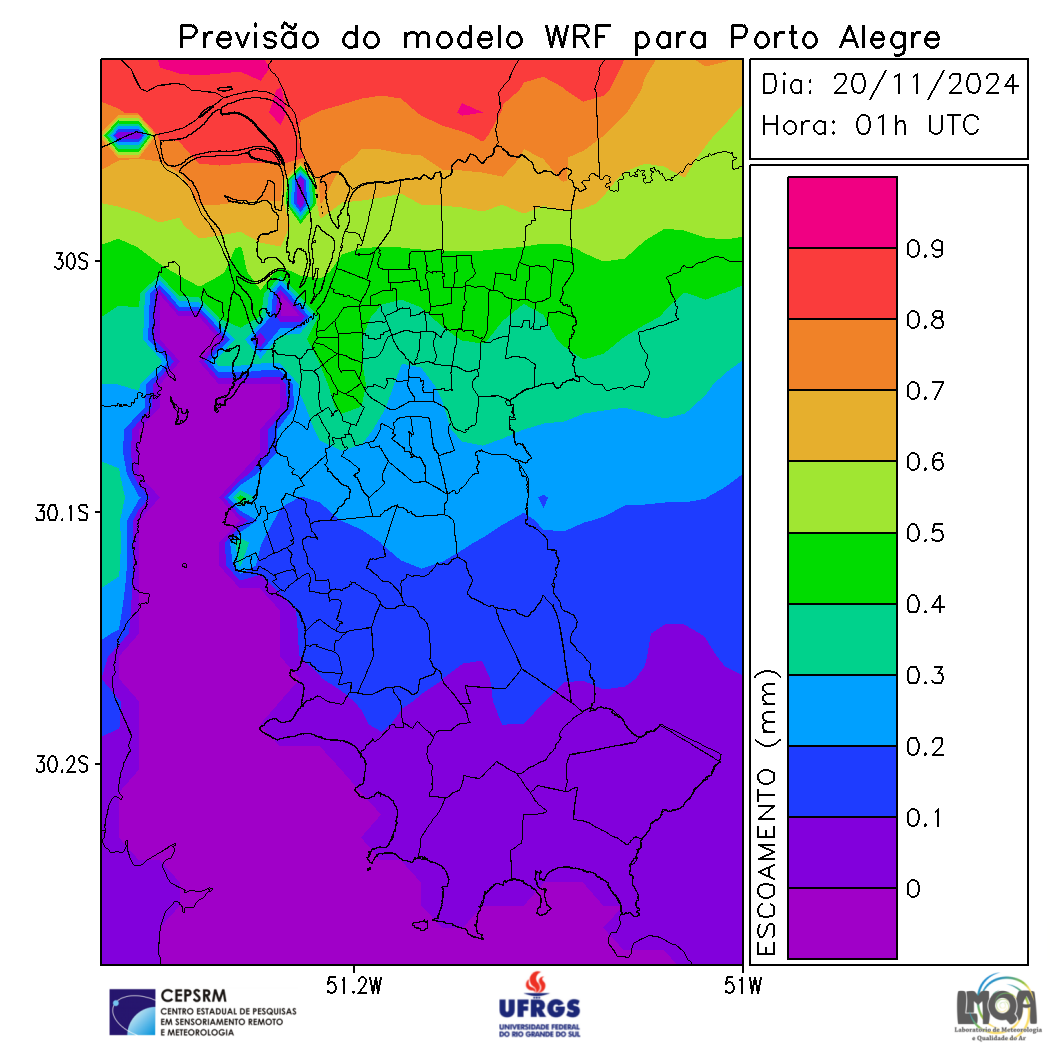 Previsão do modelo WRF para Porto Alegre
Dia: 20/11/2024
Hora: 01h UTC
30S
30.1S
30.2S
51.2W
51W
ESCOAMENTO (mm)
0.9
0.8
0.7
0.6
0.5
0.4
0.3
0.2
0.1
0
CEPSRM
CENTRO ESTADUAL DE PESQUISAS
EM SENSORIAMENTO REMOTO
E METEOROLOGIA
UFRGS
UNIVERSIDADE FEDERAL
DO RIO GRANDE DO SUL
LMQA
Laboratório de Meteorologia
e Qualidade do Ar